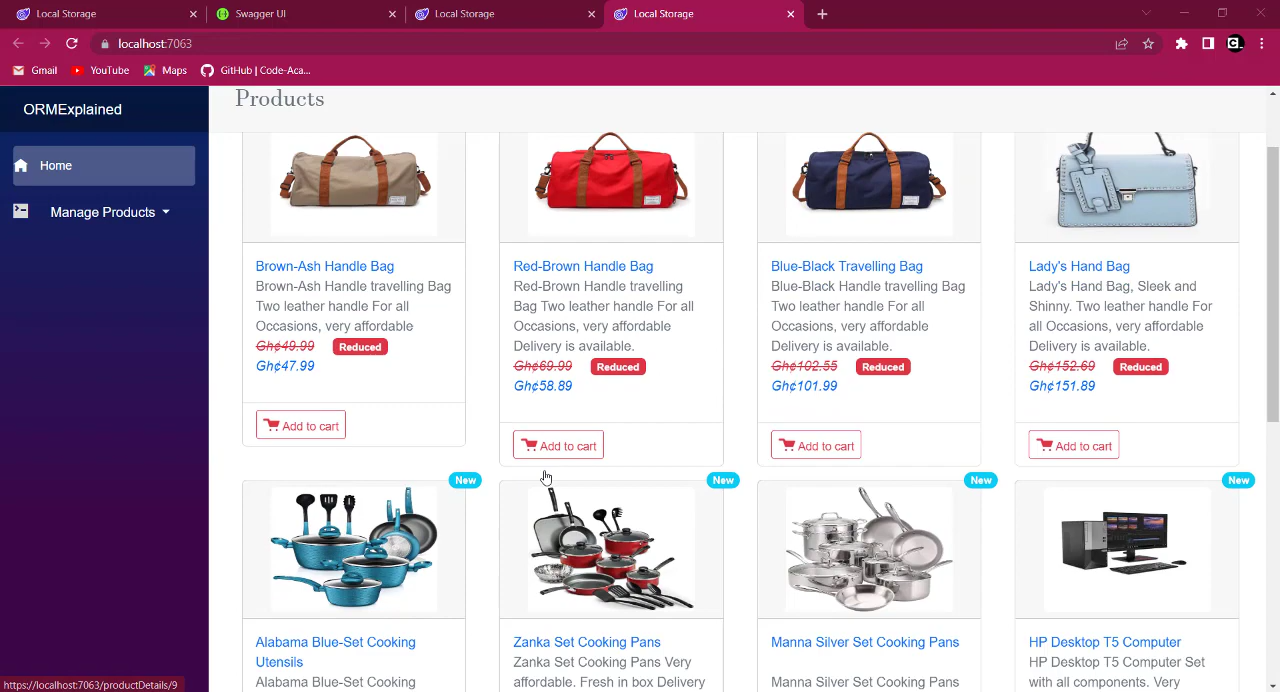 Local Storage
Swagger UI
Local Storage
Local Storage
localhost:7063
Gmail
YouTube
Maps
GitHub | Code-Aca...
ORMExplained
Home
Manage Products
Products
Brown-Ash Handle Bag
Brown-Ash Handle travelling Bag
Two leather handle For all
Occasions, very affordable
Gh¢49.99 Reduced
Gh¢47.99
Add to cart
Red-Brown Handle Bag
Red-Brown Handle travelling
Bag Two leather handle For all
Occasions, very affordable
Delivery is available.
Gh¢69.99 Reduced
Gh¢58.89
Add to cart
Blue-Black Travelling Bag
Blue-Black Handle travelling Bag
Two leather handle For all
Occasions, very affordable
Delivery is available.
Gh¢102.55 Reduced
Gh¢101.99
Add to cart
Lady's Hand Bag
Lady's Hand Bag, Sleek and
Shinny. Two leather handle For
all Occasions, very affordable
Delivery is available.
Gh¢152.69 Reduced
Gh¢151.89
Add to cart
New
Alabama Blue-Set Cooking
Utensils
Alabama Blue-Set Cooking
New
Zanka Set Cooking Pans
Zanka Set Cooking Pans Very
affordable. Fresh in box Delivery
New
Manna Silver Set Cooking Pans
Manna Silver Set Cooking Pans
New
HP Desktop T5 Computer
HP Desktop T5 Computer Set
with all components. Very
https://localhost:7063/productDetails/9